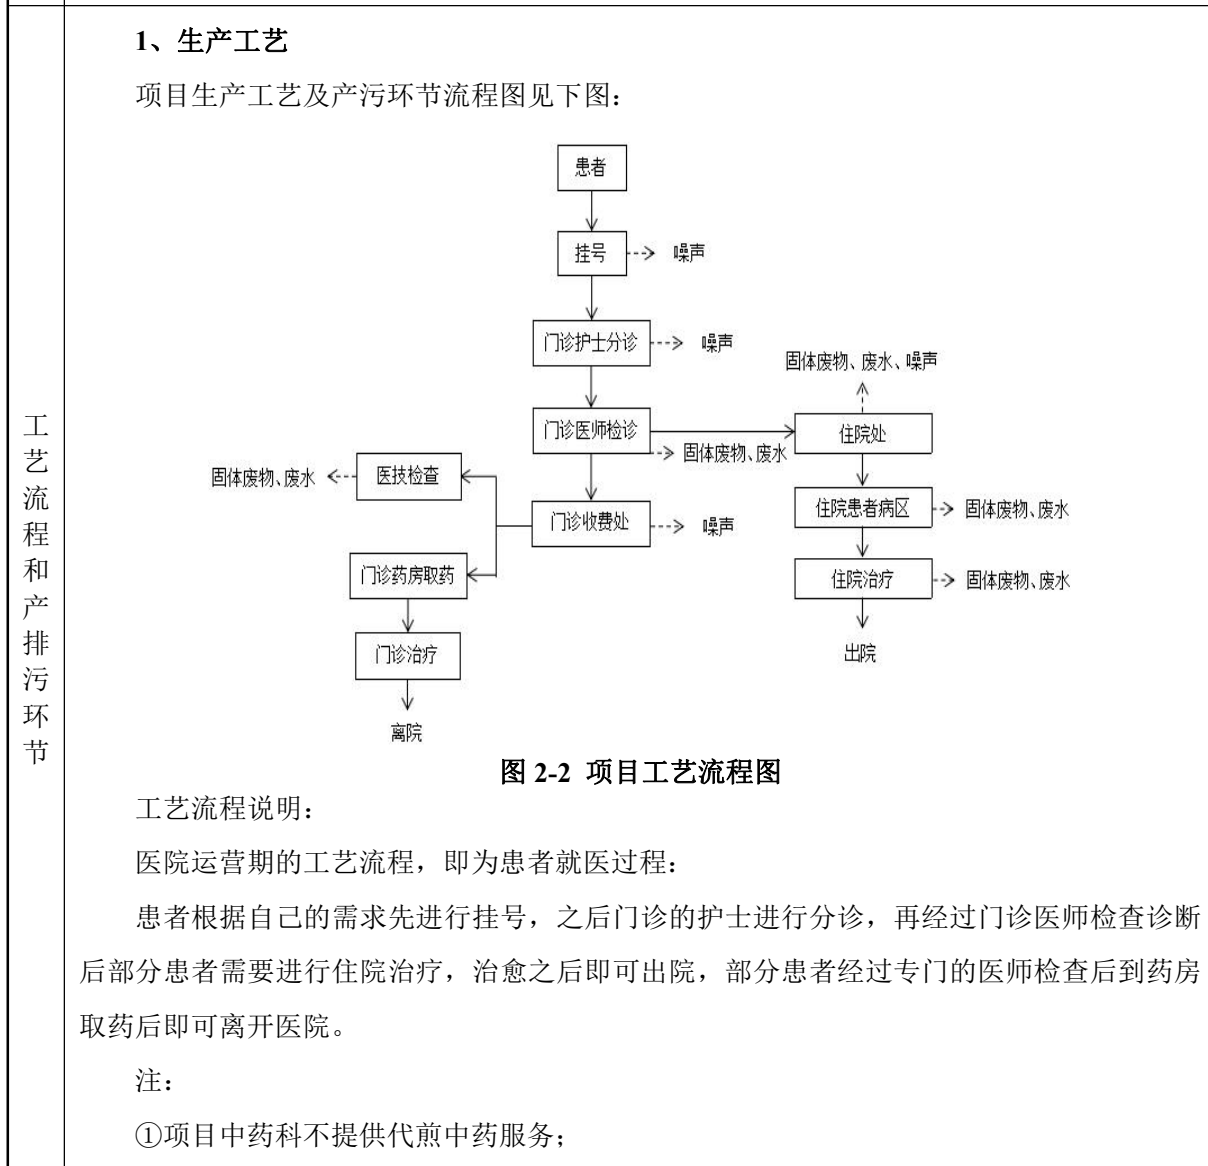 工艺流程和产排污环节
1、生产工艺
项目生产工艺及产污环节流程图见下图：
患者
挂号
噪声
门诊护士分诊
噪声
固体废物、废水、噪声
门诊医师检诊
固体废物、废水
住院处
固体废物、废水
医技检查
门诊收费处
噪声
住院患者病区
固体废物、废水
门诊药房取药
住院治疗
固体废物、废水
门诊治疗
出院
离院
图 2-2 项目工艺流程图
工艺流程说明：
医院运营期的工艺流程，即为患者就医过程：
患者根据自己的需求先进行挂号，之后门诊的护士进行分诊，再经过门诊医师检查诊断
后部分患者需要进行住院治疗，治愈之后即可出院，部分患者经过专门的医师检查后到药房
取药后即可离开医院。
注：
①项目中药科不提供代煎中药服务；